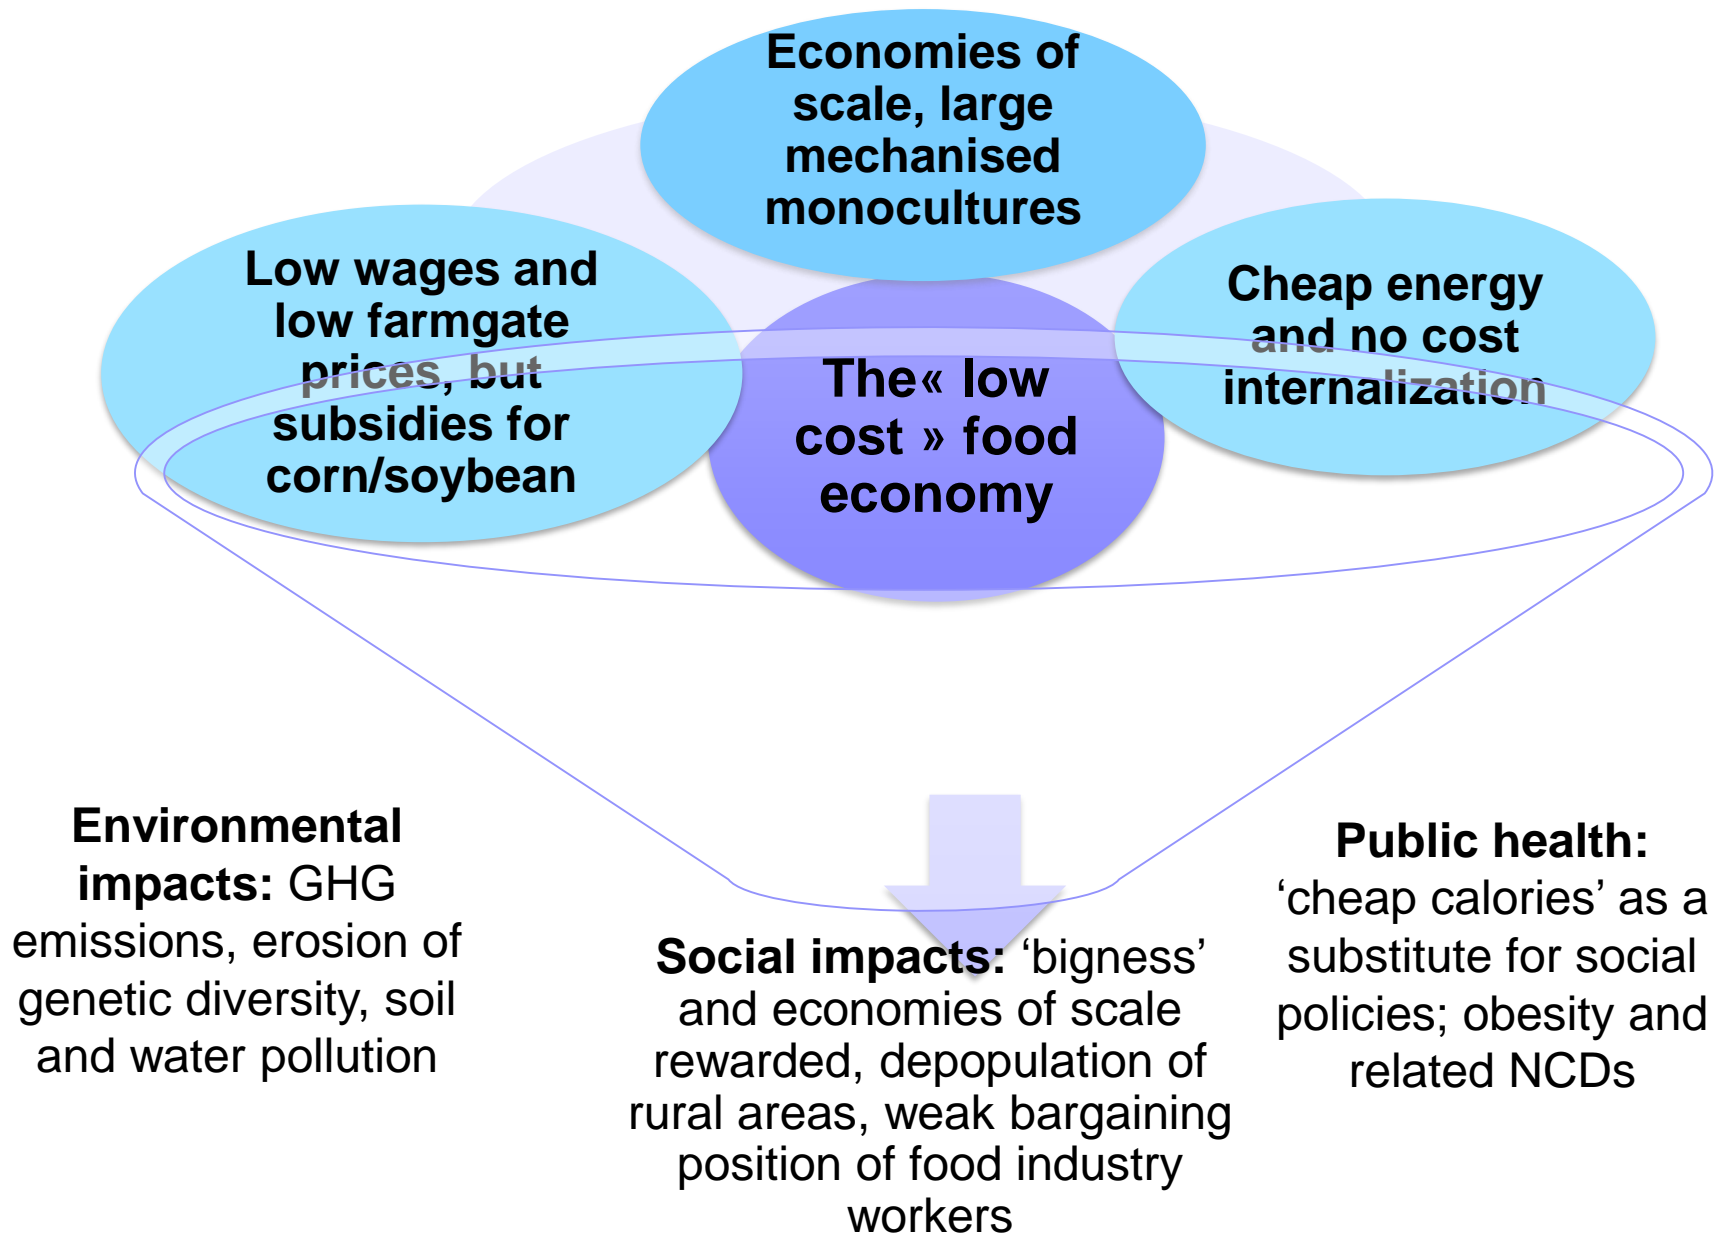 Economies of
scale, large
mechanised
monocultures
Low wages and
low farmgate
prices, but
subsidies for
corn/soybean
Cheap energy
and no cost
internalization
The« low
cost » food
economy
Environmental
impacts: GHG
emissions, erosion of
genetic diversity, soil
and water pollution
Social impacts: ‘bigness’
and economies of scale
rewarded, depopulation of
rural areas, weak bargaining
position of food industry
workers
Public health:
‘cheap calories’ as a
substitute for social
policies; obesity and
related NCDs